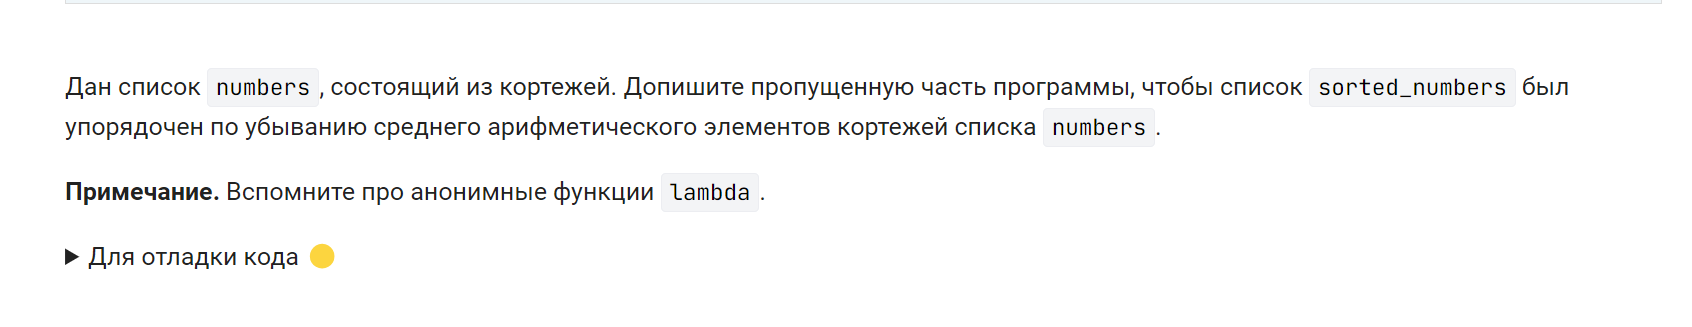 Дан список numbers, состоящий из кортежей. Допишите пропущенную часть программы, чтобы список sorted_numbers был
упорядочен по убыванию среднего арифметического элементов кортежей списка numbers.
Примечание. Вспомните про анонимные функции lambda.
Для отладки кода